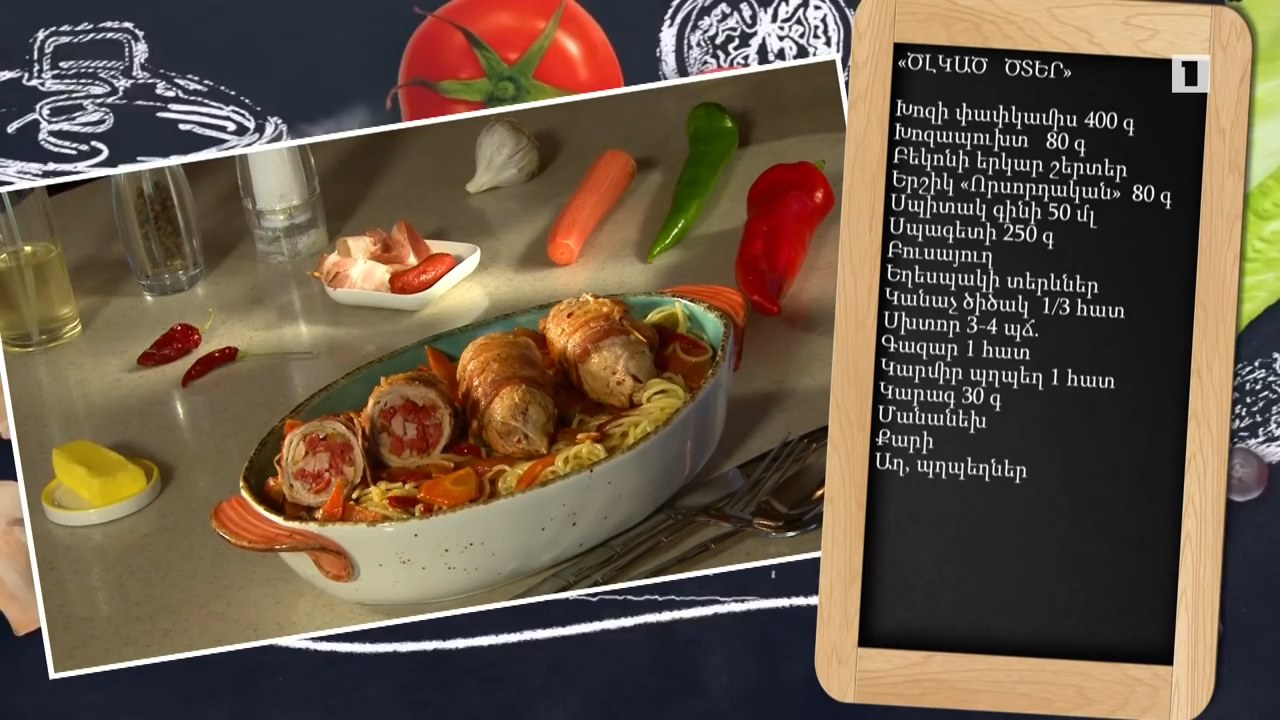 «ԾԼԿԱԾ ԾՏԵՐ»
1
Խոզի փափկամիս 400 գ
Խոզապուխտ 80 գ
Բեկոնի երկար շերտեր
Երշիկ «Որսորդական» 80 գ
Սպիտակ գինի 50 մլ
Սպագետի 250 գ
Բուսայուղ
Եղեսպակի տերևներ
Կանաչ ծիծակ 1/3 հատ
Սխտոր 3-4 պճ.
Գազար 1 հատ
Կարմիր պղպեղ 1 հատ
Կարագ 30 գ
Մանանեխ
Քարի
Աղ, պղպեղներ